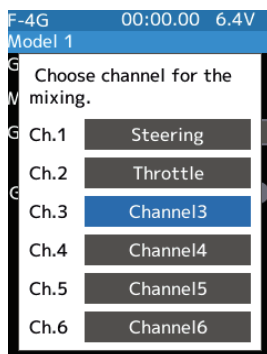 F-4G 00:00.00 6.4V
Model 1
Choose channel for the
mixing.
Ch.1 Steering
Ch.2 Throttle
Ch.3 Channel3
Ch.4 Channel4
Ch.5 Channel5
Ch.6 Channel6